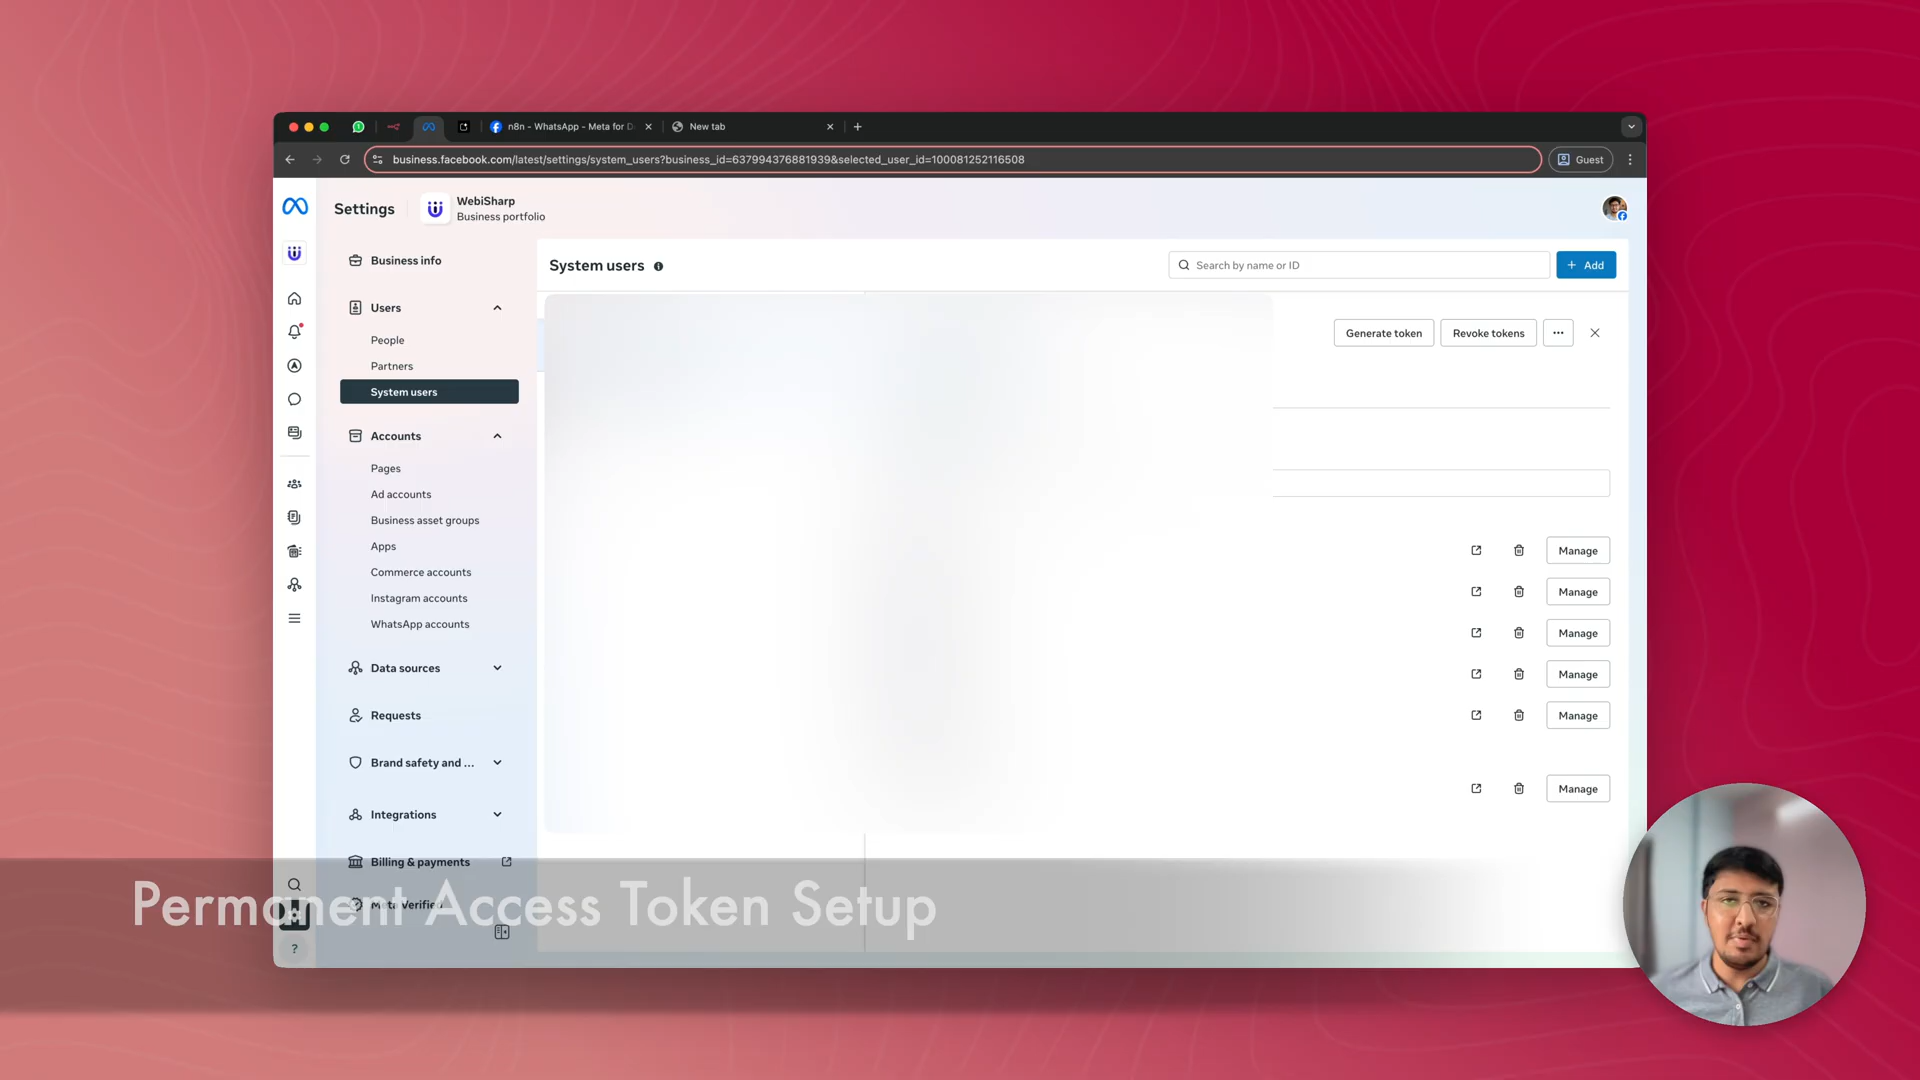 n8n - WhatsApp - Meta for D
New tab
business.facebook.com/latest/settings/system_users?business_id=637994376881939&selected_user_id=100081252116508
Guest
Settings
WebiSharp
Business portfolio
Business info
System users
Search by name or ID
+ Add
Users
People
Partners
System users
Generate token
Revoke tokens
Accounts
Pages
Ad accounts
Business asset groups
Apps
Commerce accounts
Instagram accounts
WhatsApp accounts
Manage
Manage
Manage
Manage
Manage
Manage
Data sources
Requests
Brand safety and ...
Integrations
Billing & payments
Meta Verified
Permanent Access Token Setup
?